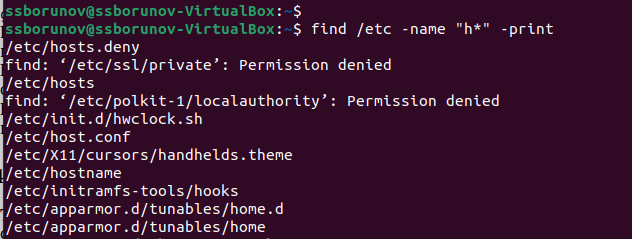 ssborunov@ssborunov-VirtualBox:~$
ssborunov@ssborunov-VirtualBox:~$ find /etc -name "h*" -print
/etc/hosts.deny
find: ‘/etc/ssl/private’: Permission denied
/etc/hosts
find: ‘/etc/polkit-1/localauthority’: Permission denied
/etc/init.d/hwclock.sh
/etc/host.conf
/etc/X11/cursors/handhelds.theme
/etc/hostname
/etc/initramfs-tools/hooks
/etc/apparmor.d/tunables/home.d
/etc/apparmor.d/tunables/home